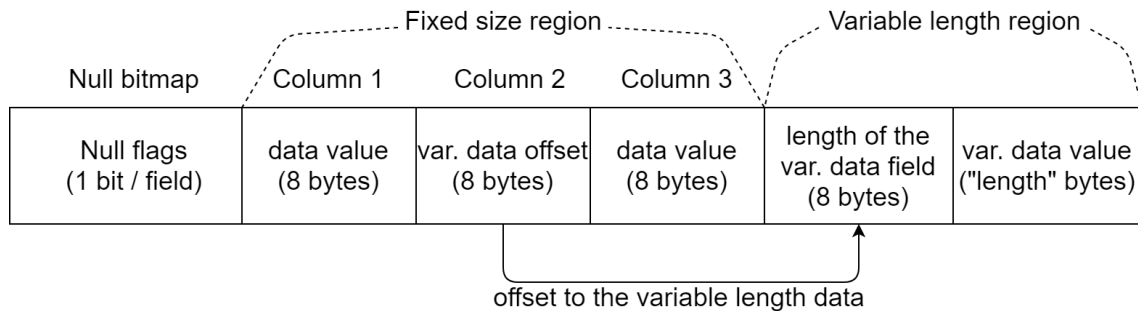 Fixed size region
Variable length region
Null bitmap
Column 1
Column 2
Column 3
Null flags
(1 bit / field)
data value
(8 bytes)
var. data offset
(8 bytes)
data value
(8 bytes)
length of the
var. data field
(8 bytes)
var. data value
("length" bytes)
offset to the variable length data